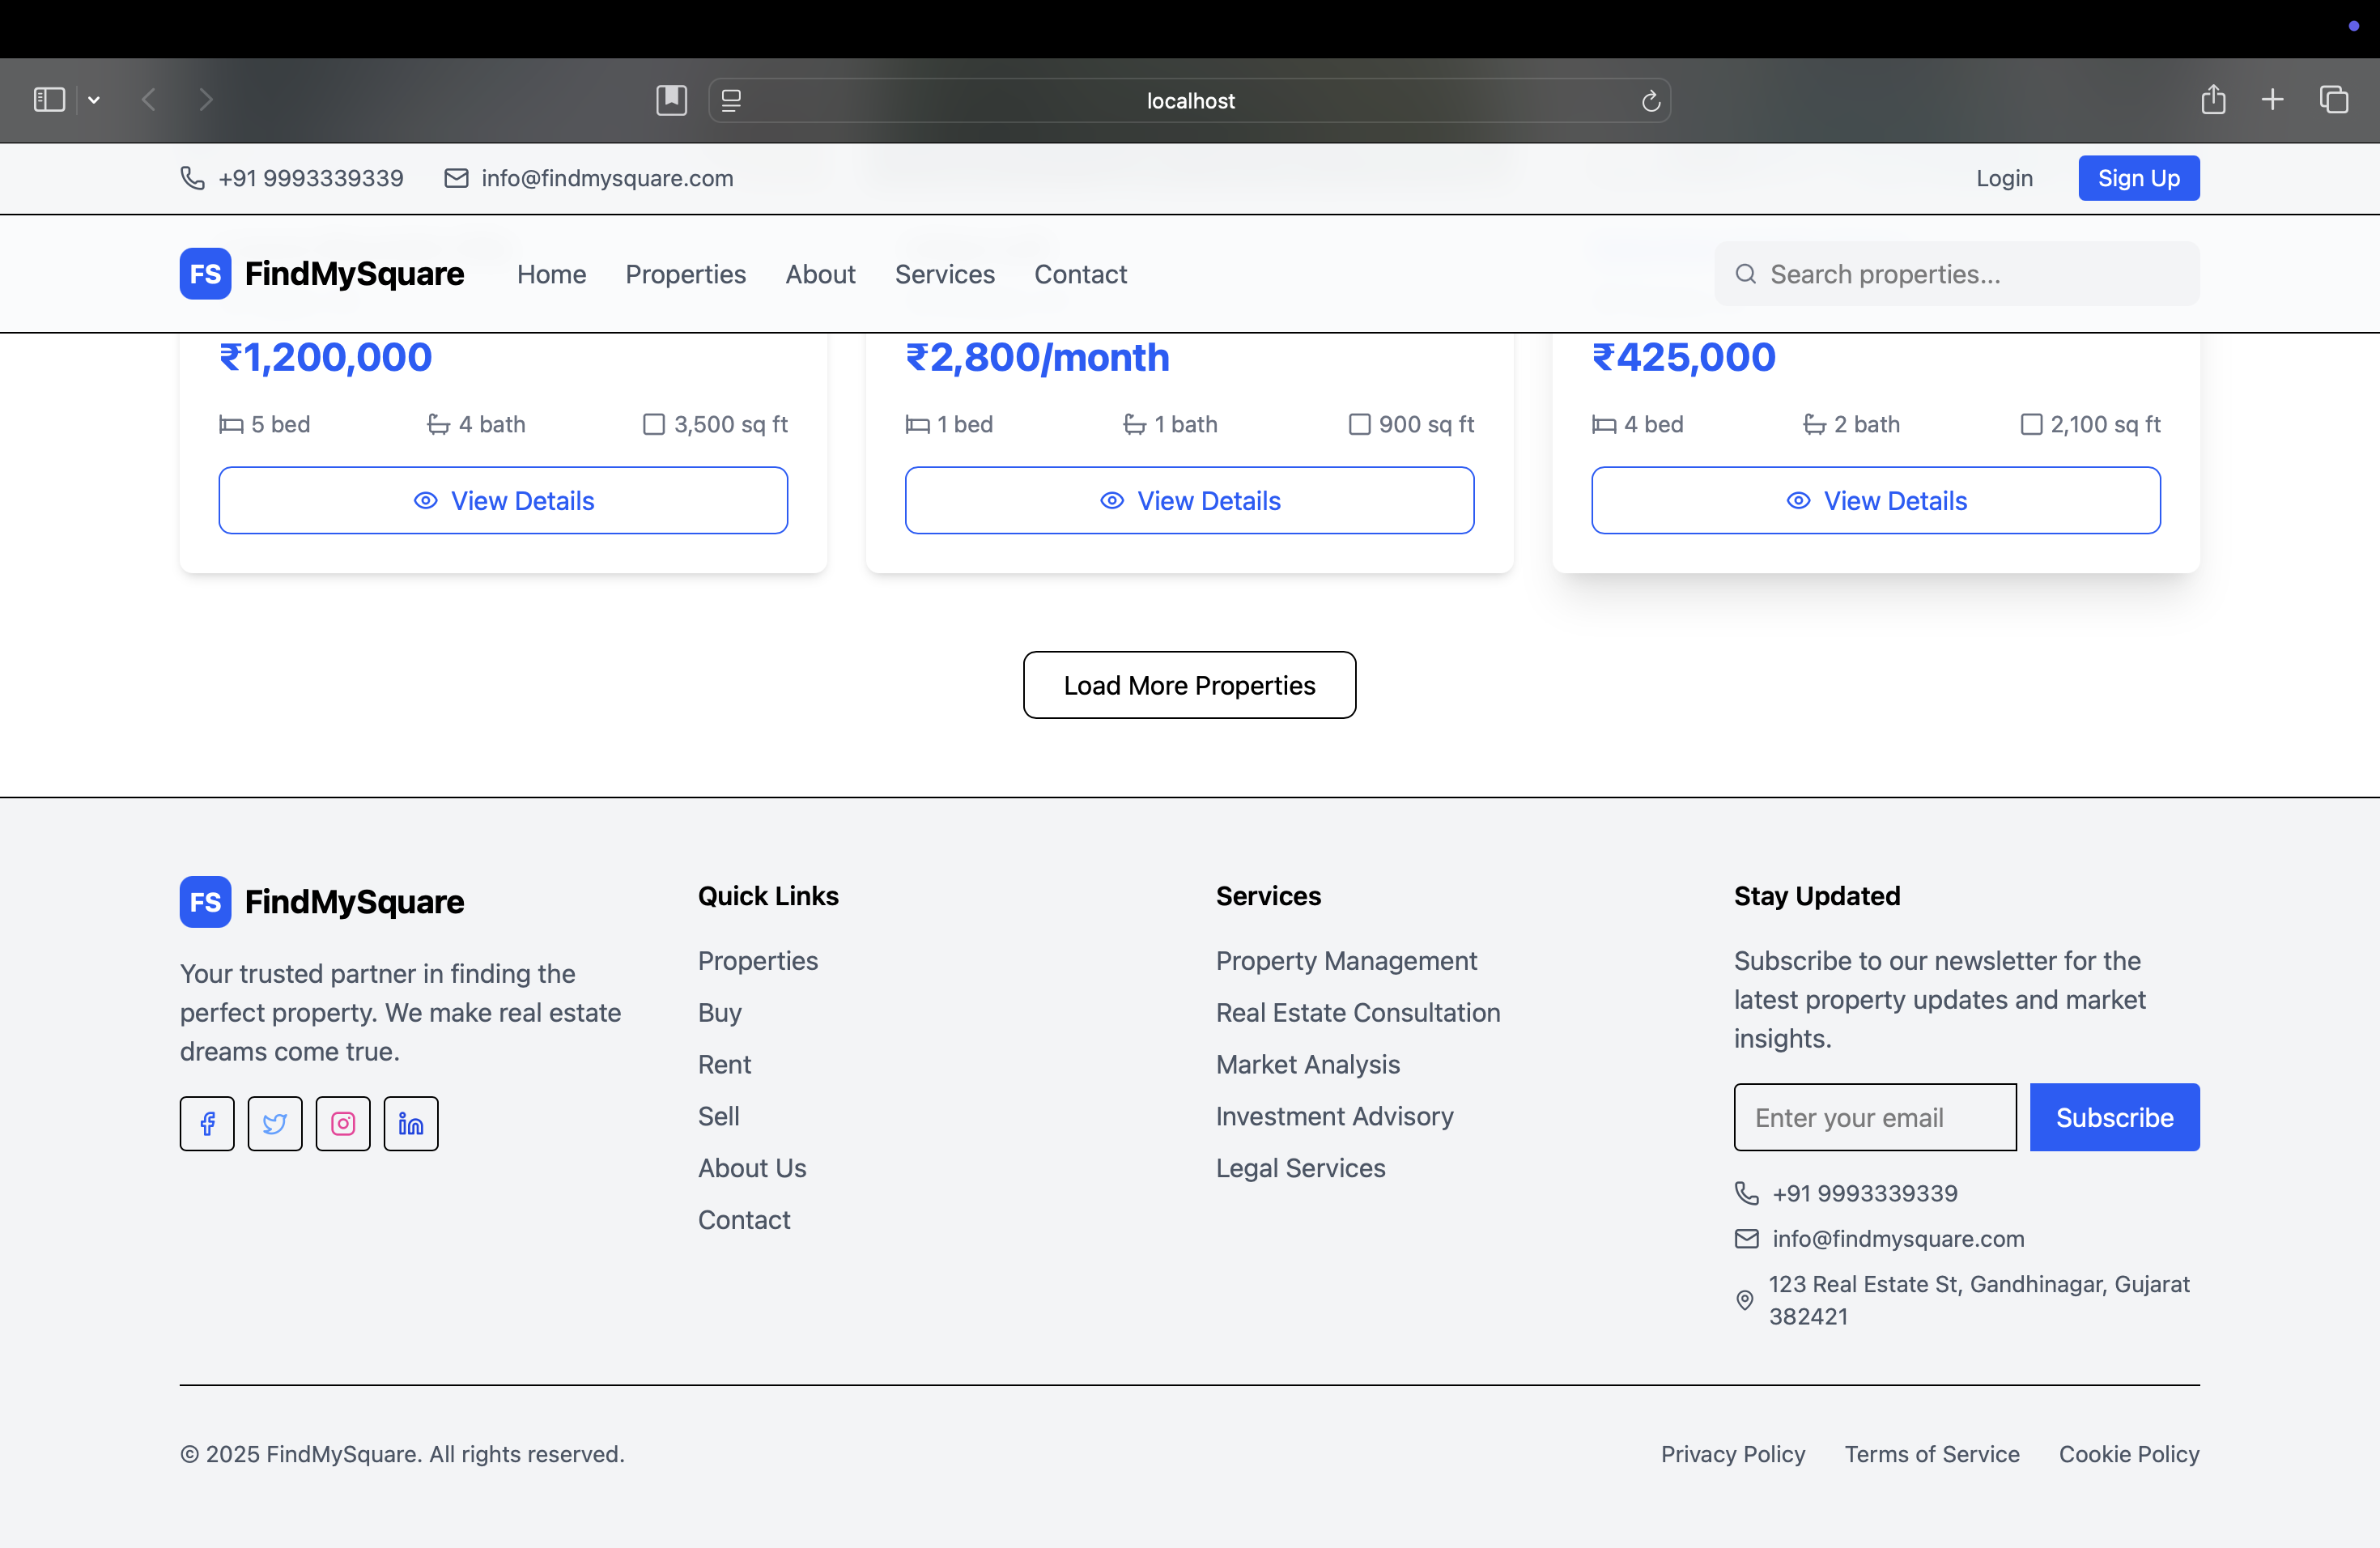 localhost
+91 9993339339 info@findmysquare.com Login Sign Up
FS FindMySquare Home Properties About Services Contact Search properties...
₹1,200,000 ₹2,800/month ₹425,000
5 bed 4 bath 3,500 sq ft 1 bed 1 bath 900 sq ft 4 bed 2 bath 2,100 sq ft
View Details View Details View Details
Load More Properties
FS FindMySquare
Your trusted partner in finding the
perfect property. We make real estate
dreams come true.
Quick Links
Properties
Buy
Rent
Sell
About Us
Contact
Services
Property Management
Real Estate Consultation
Market Analysis
Investment Advisory
Legal Services
Stay Updated
Subscribe to our newsletter for the
latest property updates and market
insights.
Enter your email Subscribe
+91 9993339339
info@findmysquare.com
123 Real Estate St, Gandhinagar, Gujarat
382421
© 2025 FindMySquare. All rights reserved. Privacy Policy Terms of Service Cookie Policy